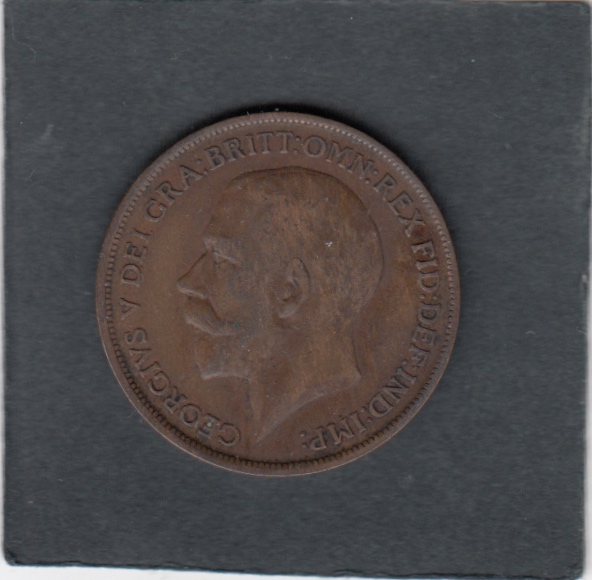 GEORGIVS V DEI GRA:BRITT:OMN:REX FID:DEF:IND:IMP: